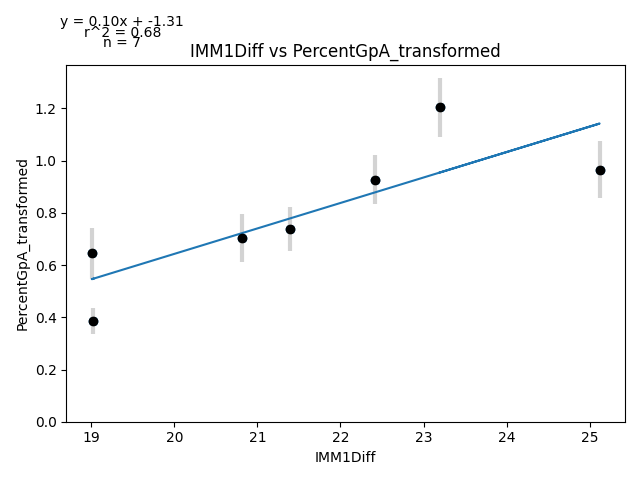 y = 0.10x + -1.31
r^2 = 0.68
n = 7
IMM1Diff vs PercentGpA_transformed
PercentGpA_transformed
1.2
1.0
0.8
0.6
0.4
0.2
0.0
19 20 21 22 23 24 25
IMM1Diff